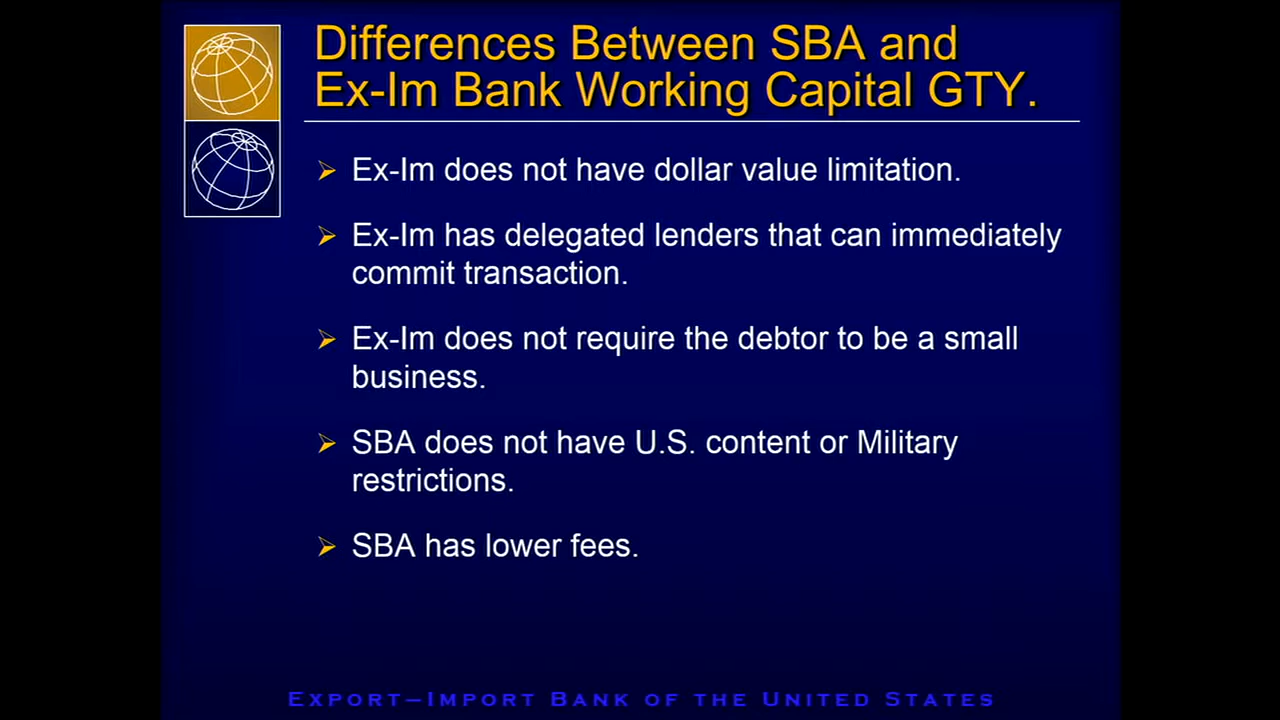 Differences Between SBA and
Ex-Im Bank Working Capital GTY.
Ex-Im does not have dollar value limitation.
Ex-Im has delegated lenders that can immediately
commit transaction.
Ex-Im does not require the debtor to be a small
business.
SBA does not have U.S. content or Military
restrictions.
SBA has lower fees.
Export–Import Bank of the United States